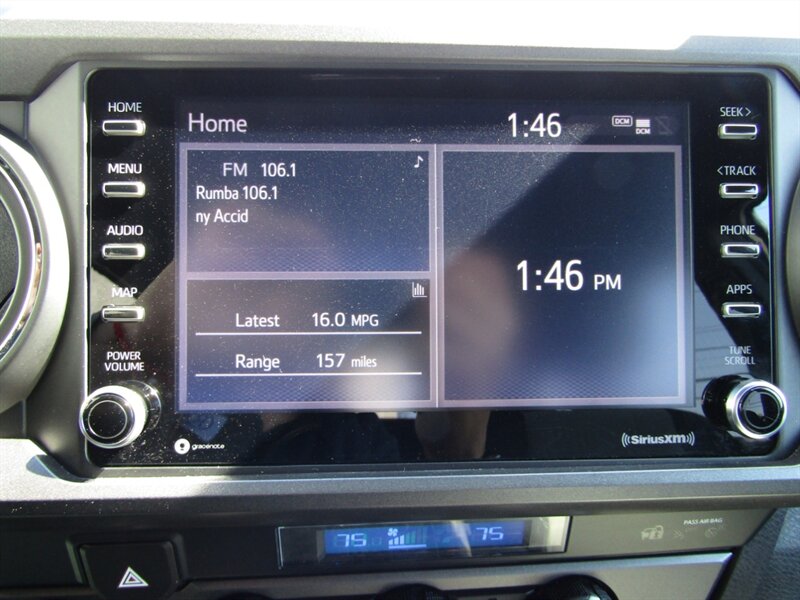 HOME
MENU
AUDIO
MAP
POWER
VOLUME
Home 1:46 DCM DCM
FM 106.1
Rumba 106.1
ny Accid
Latest 16.0 MPG
Range 157 miles
1:46 PM
SEEK >
< TRACK
PHONE
APPS
TUNE
SCROLL
gracenote
((SiriusXM))
75 75
PASS AIR BAG